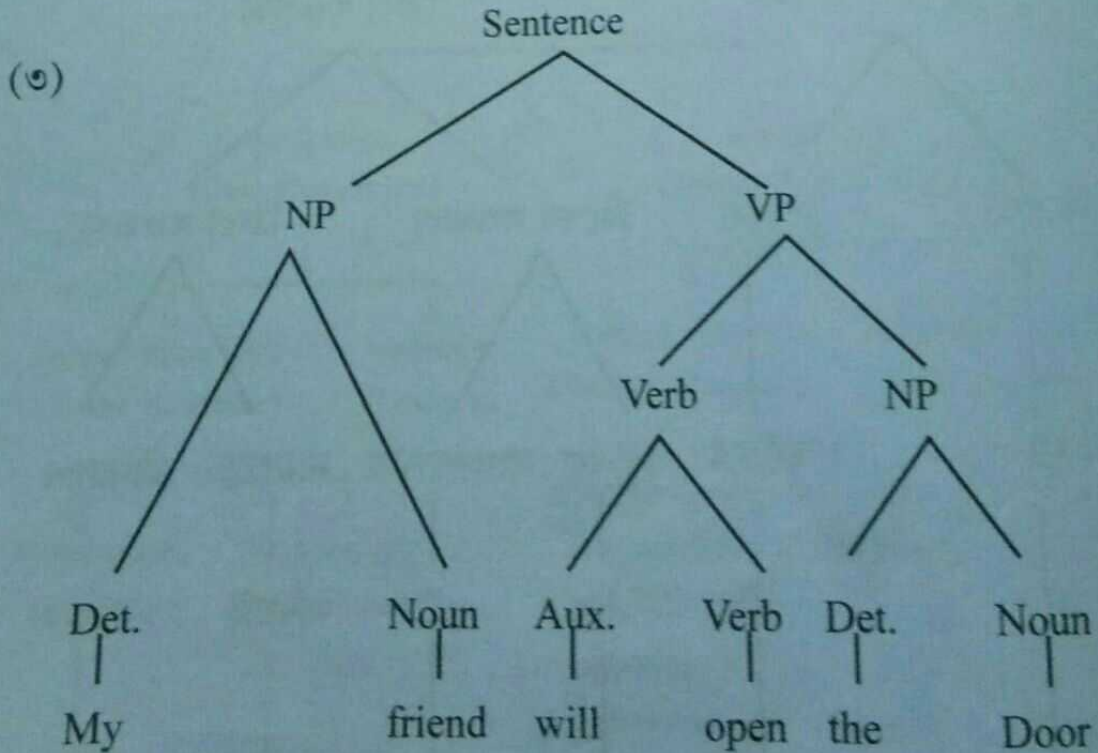 Sentence
(৩)
NP VP
Verb NP
Det. Noun Aux. Verb Det. Noun
My friend will open the Door